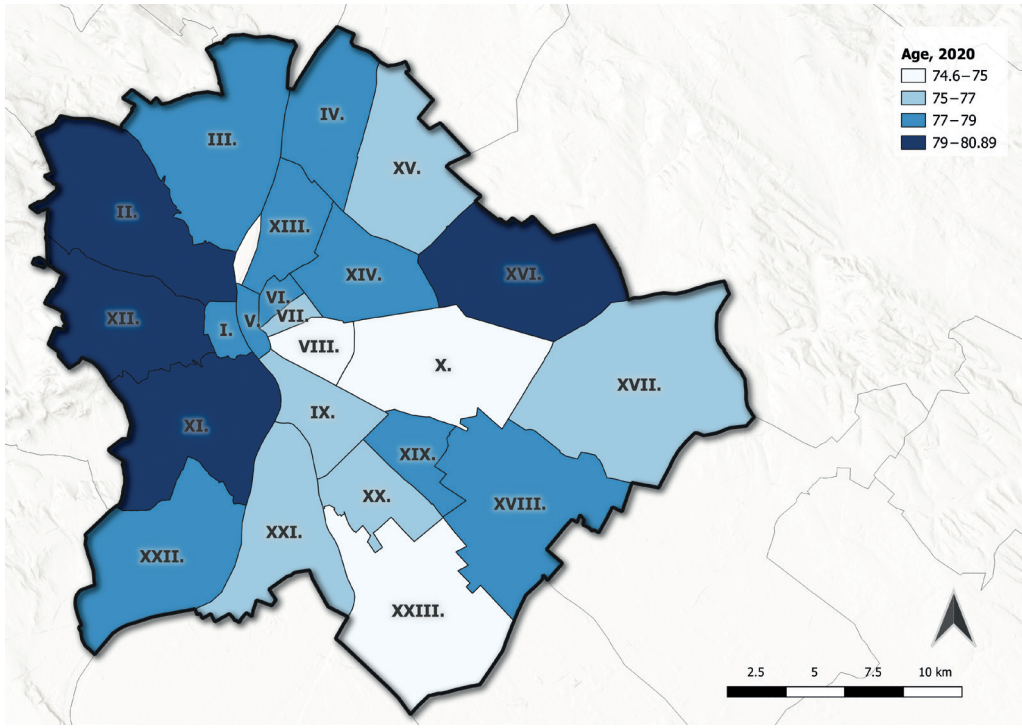 Age, 2020
74.6–75
75–77
77–79
79–80.89
IV.
III.
XV.
II.
XIII.
XIV.
XVI.
VI.
XII.
V.
VII.
I.
VIII.
X.
XVII.
IX.
XI.
XIX.
XX.
XVIII.
XXI.
XXII.
XXIII.
2.5 5 7.5 10 km